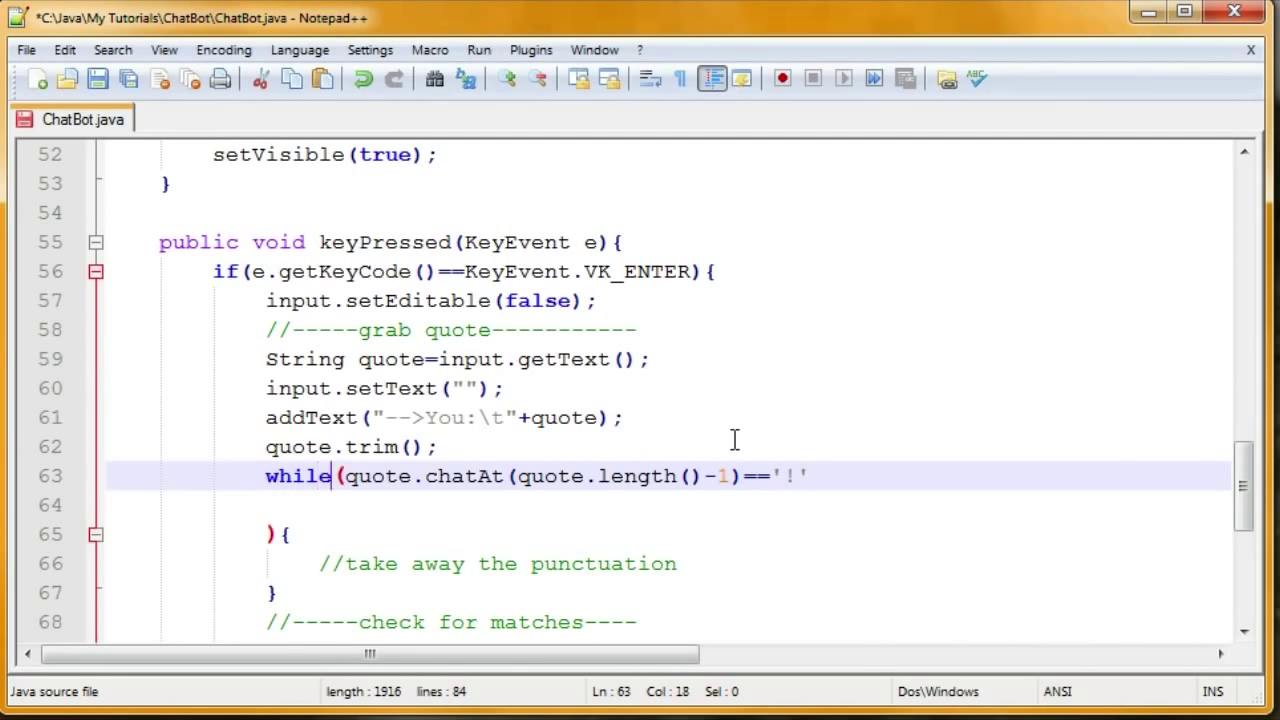 *C:\Java\My Tutorials\ChatBot\ChatBot.java - Notepad++
File Edit Search View Encoding Language Settings Macro Run Plugins Window ? X
ABC
ChatBot.java
52 setVisible(true);
53 }
54
55 public void keyPressed(KeyEvent e){
56 if(e.getKeyCode()==KeyEvent.VK_ENTER){
57 input.setEditable(false);
58 //-----grab quote-----------
59 String quote=input.getText();
60 input.setText("");
61 addText("-->You:\t"+quote);
62 quote.trim();
63 while(quote.chatAt(quote.length()-1)=='!'
64
65 ){
66 //take away the punctuation
67 }
68 //-----check for matches----
Java source file length : 1916 lines : 84 Ln : 63 Col : 18 Sel : 0 Dos\Windows ANSI INS